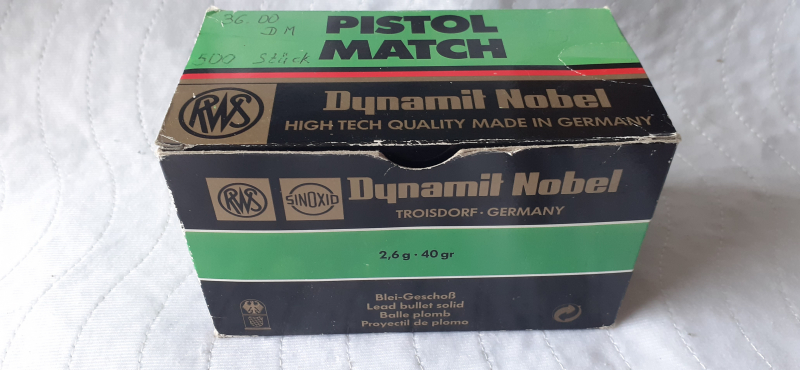 36.00
DM
500 Stück
PISTOL
MATCH
RWS
Dynamit Nobel
HIGH TECH QUALITY MADE IN GERMANY
RWS
SINOXID
Dynamit Nobel
TROISDORF · GERMANY
2,6 g · 40 gr
Blei-Geschoß
Lead bullet solid
Balle plomb
Proyectil de plomo